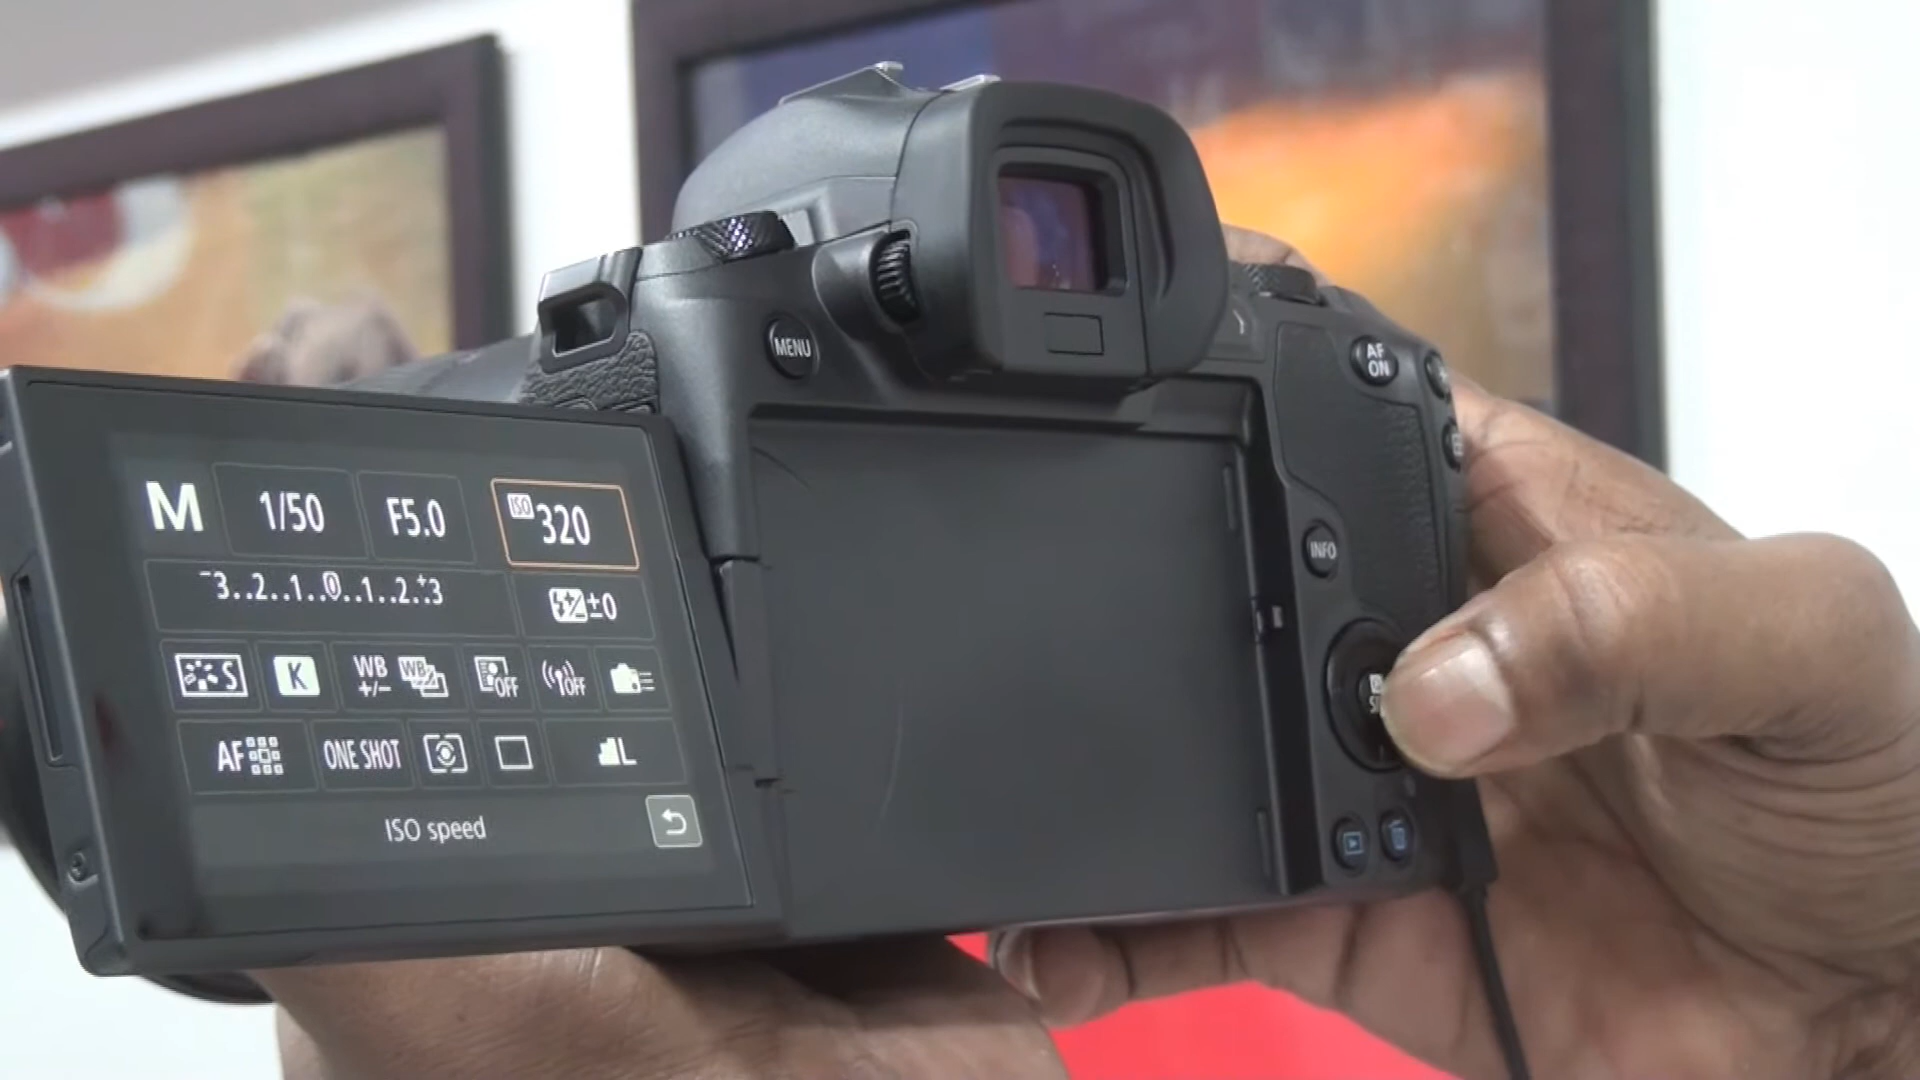 MENU
AF
ON
INFO
M 1/50 F5.0 ISO 320
-3..2..1..0..1..2.+3 ±0
S K WB +/- WB OFF OFF
AF ONE SHOT L
ISO speed